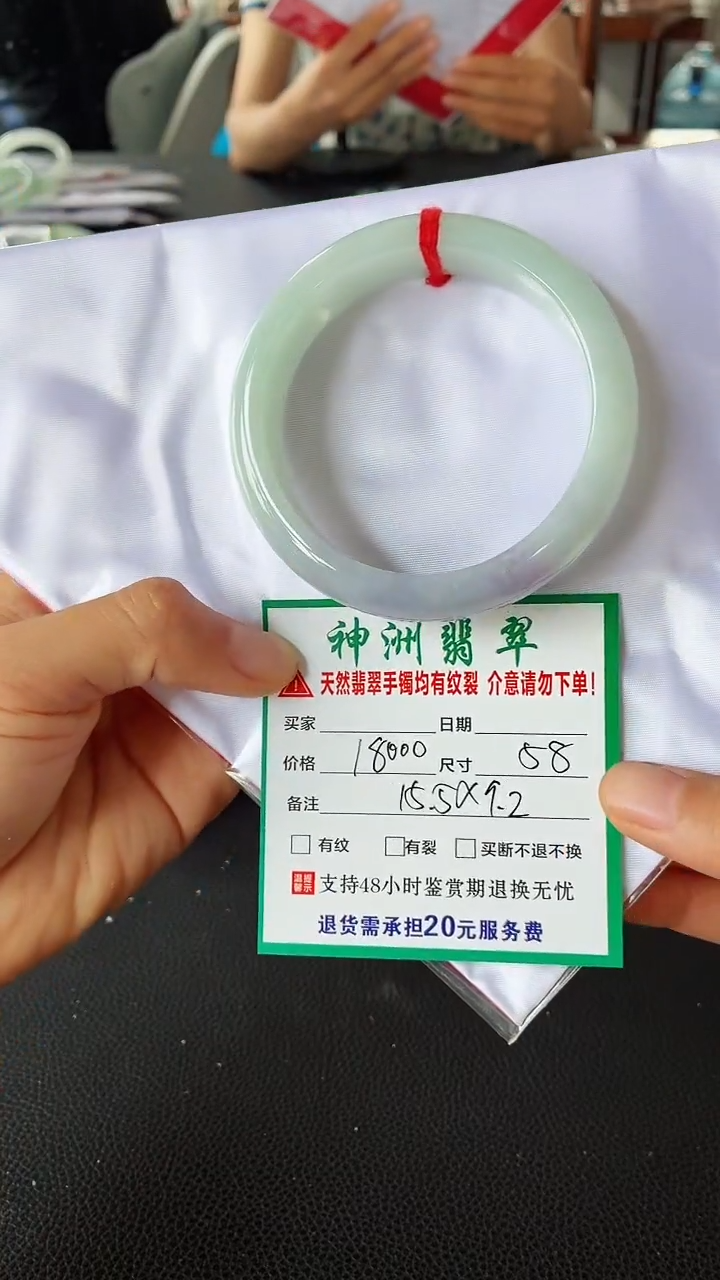 神洲翡翠
天然翡翠手镯均有纹裂 介意请勿下单!
买家 日期
价格 18000 尺寸 58
备注 15.5X9.2
有纹 有裂 买断不退不换
温馨提示 支持48小时鉴赏期退换无忧
退货需承担20元服务费